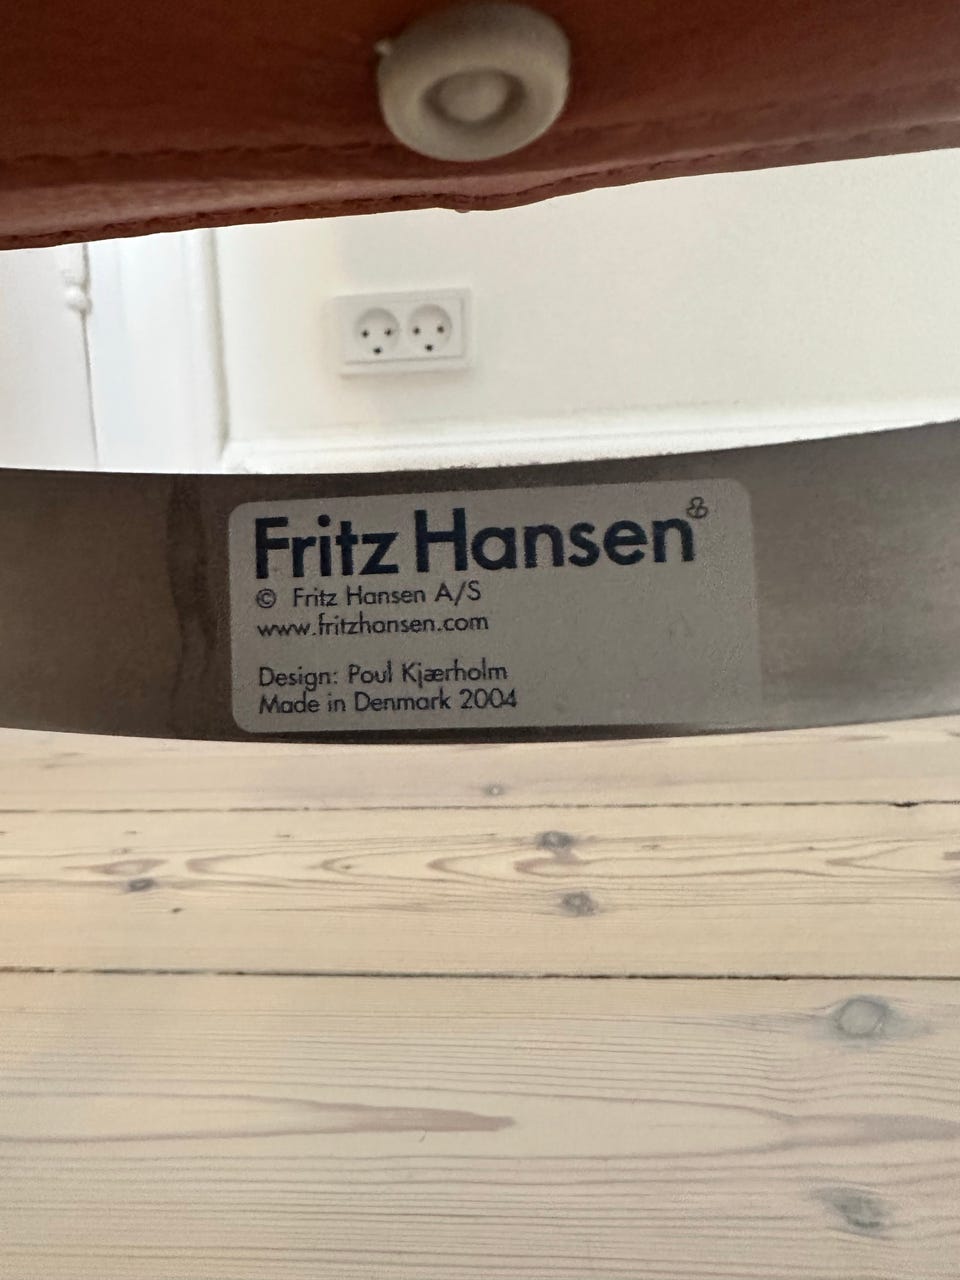 Fritz Hansen
© Fritz Hansen A/S
www.fritzhansen.com
Design: Poul Kjærholm
Made in Denmark 2004